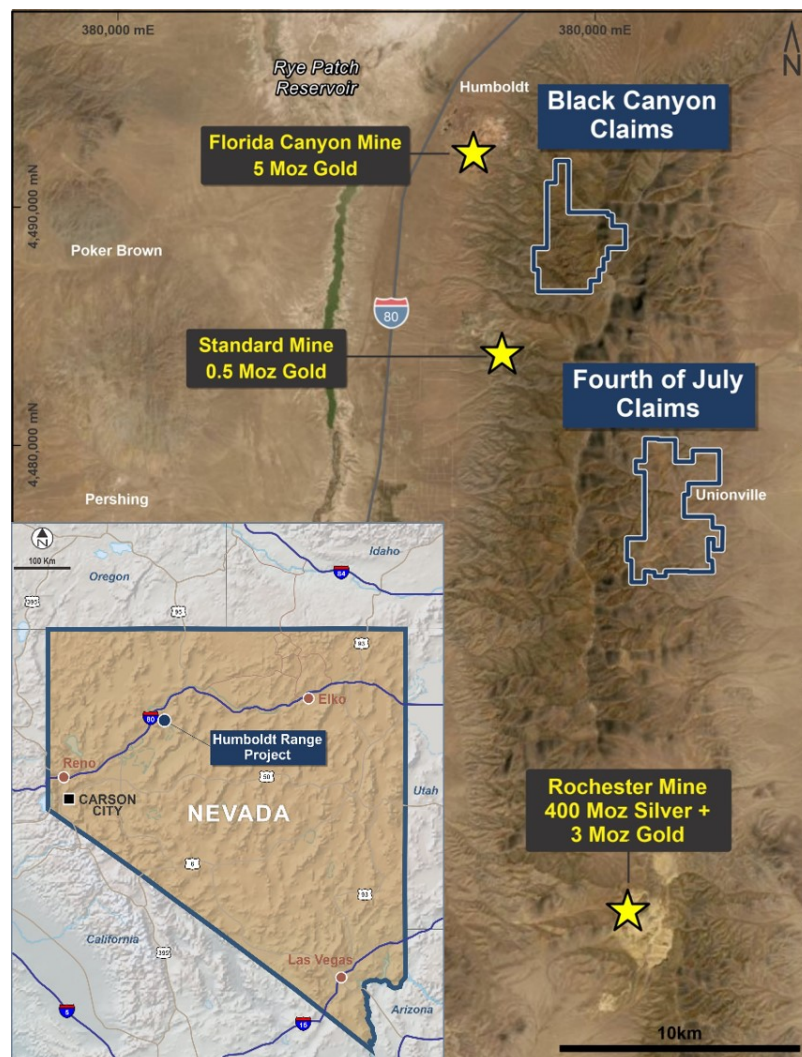 380,000 mE
380,000 mE
N
Rye Patch
Reservoir
Humboldt
Black Canyon
Claims
Florida Canyon Mine
5 Moz Gold
4,490,000 mN
Poker Brown
80
Standard Mine
0.5 Moz Gold
Fourth of July
Claims
4,480,000 mN
Pershing
Unionville
N
100 Km
Oregon
Idaho
84
395
95
93
Elko
80
Humboldt Range
Project
Reno
50
Utah
CARSON
CITY
NEVADA
6
93
California
395
Las Vegas
5
15
Arizona
Rochester Mine
400 Moz Silver +
3 Moz Gold
10km